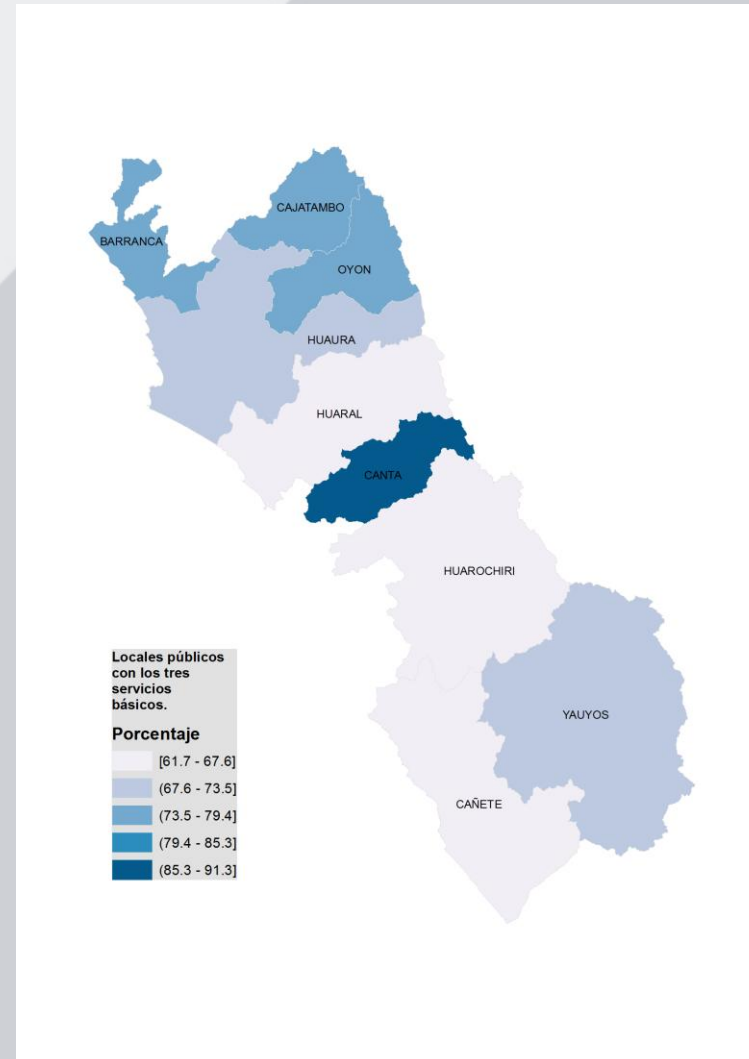 CAJATAMBO
BARRANCA
OYON
HUAURA
HUARAL
CANTA
HUAROCHIRI
YAUYOS
CAÑETE
Locales públicos
con los tres
servicios
básicos.
Porcentaje
[61.7 - 67.6]
(67.6 - 73.5]
(73.5 - 79.4]
(79.4 - 85.3]
(85.3 - 91.3]